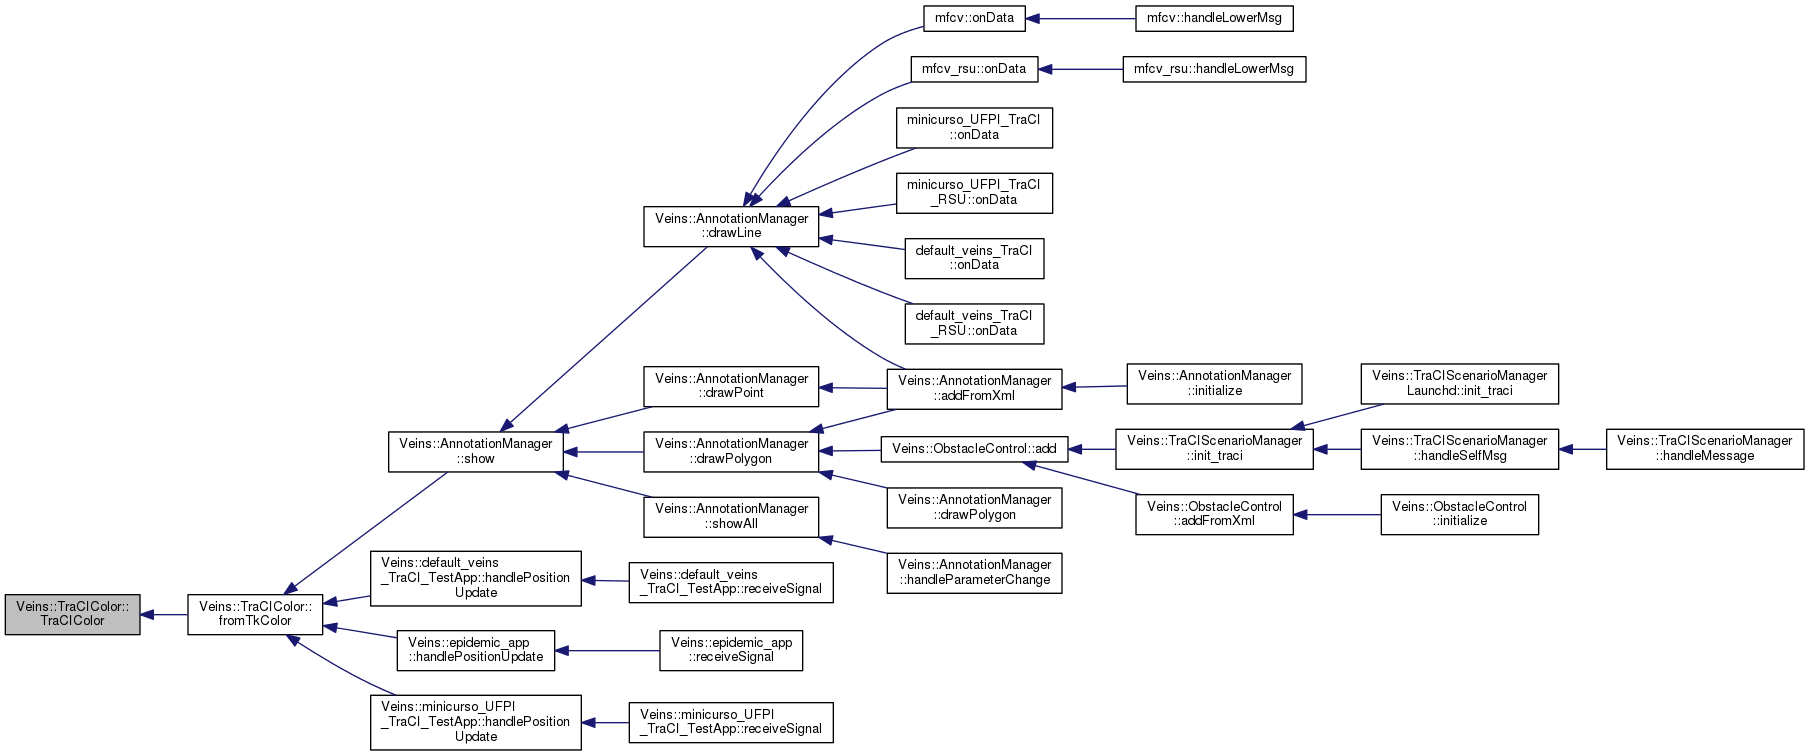 mfcv::onData
mfcv::handleLowerMsg
mfcv_rsu::onData
mfcv_rsu::handleLowerMsg
minicurso_UFPI_TraCI
::onData
minicurso_UFPI_TraCI
_RSU::onData
Veins::AnnotationManager
::drawLine
default_veins_TraCI
::onData
default_veins_TraCI
_RSU::onData
Veins::AnnotationManager
::drawPoint
Veins::AnnotationManager
::addFromXml
Veins::AnnotationManager
::initialize
Veins::TraCIScenarioManager
Launchd::init_traci
Veins::AnnotationManager
::show
Veins::AnnotationManager
::drawPolygon
Veins::ObstacleControl::add
Veins::TraCIScenarioManager
::init_traci
Veins::TraCIScenarioManager
::handleSelfMsg
Veins::TraCIScenarioManager
::handleMessage
Veins::AnnotationManager
::showAll
Veins::AnnotationManager
::drawPolygon
Veins::ObstacleControl
::addFromXml
Veins::ObstacleControl
::initialize
Veins::AnnotationManager
::handleParameterChange
Veins::default_veins
_TraCI_TestApp::handlePosition
Update
Veins::default_veins
_TraCI_TestApp::receiveSignal
Veins::TraCIColor::
TraCIColor
Veins::TraCIColor::
fromTkColor
Veins::epidemic_app
::handlePositionUpdate
Veins::epidemic_app
::receiveSignal
Veins::minicurso_UFPI
_TraCI_TestApp::handlePosition
Update
Veins::minicurso_UFPI
_TraCI_TestApp::receiveSignal